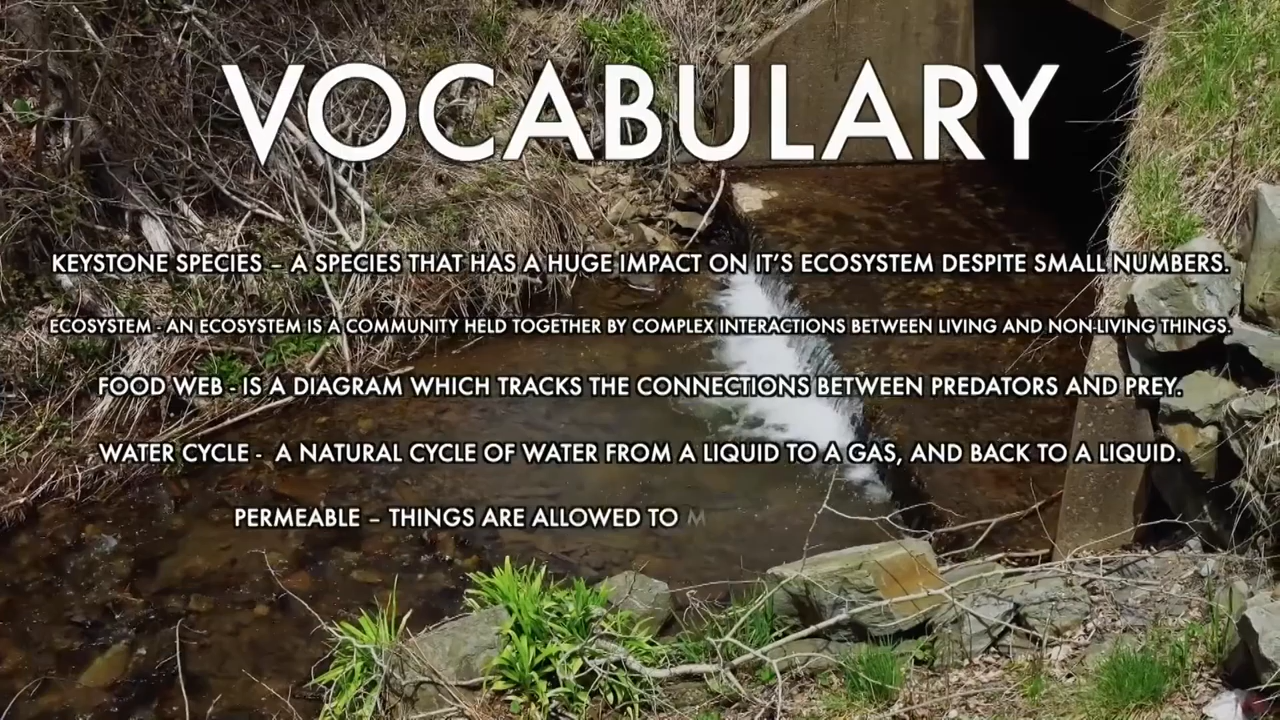 VOCABULARY
KEYSTONE SPECIES – A SPECIES THAT HAS A HUGE IMPACT ON IT'S ECOSYSTEM DESPITE SMALL NUMBERS.
ECOSYSTEM - AN ECOSYSTEM IS A COMMUNITY HELD TOGETHER BY COMPLEX INTERACTIONS BETWEEN LIVING AND NON-LIVING THINGS.
FOOD WEB - IS A DIAGRAM WHICH TRACKS THE CONNECTIONS BETWEEN PREDATORS AND PREY.
WATER CYCLE - A NATURAL CYCLE OF WATER FROM A LIQUID TO A GAS, AND BACK TO A LIQUID.
PERMEABLE – THINGS ARE ALLOWED TO M